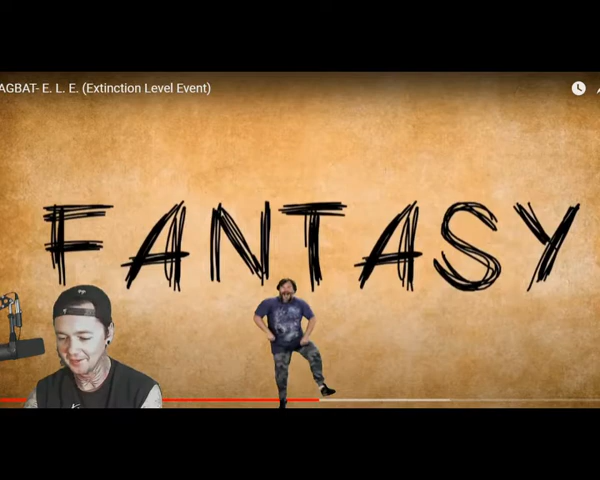 AGBAT- E. L. E. (Extinction Level Event)
FANTASY